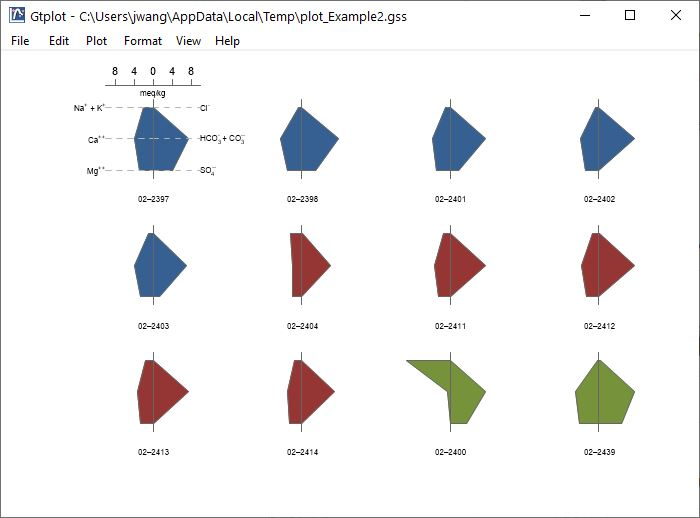 Gtplot - C:\Users\jwang\AppData\Local\Temp\plot_Example2.gss
File Edit Plot Format View Help
8 4 0 4 8
meq/kg
Na⁺ + K⁺ Cl⁻
Ca⁺⁺ HCO₃⁻ + CO₃⁻⁻
Mg⁺⁺ SO₄⁻⁻
02–2397 02–2398 02–2401 02–2402
02–2403 02–2404 02–2411 02–2412
02–2413 02–2414 02–2400 02–2439